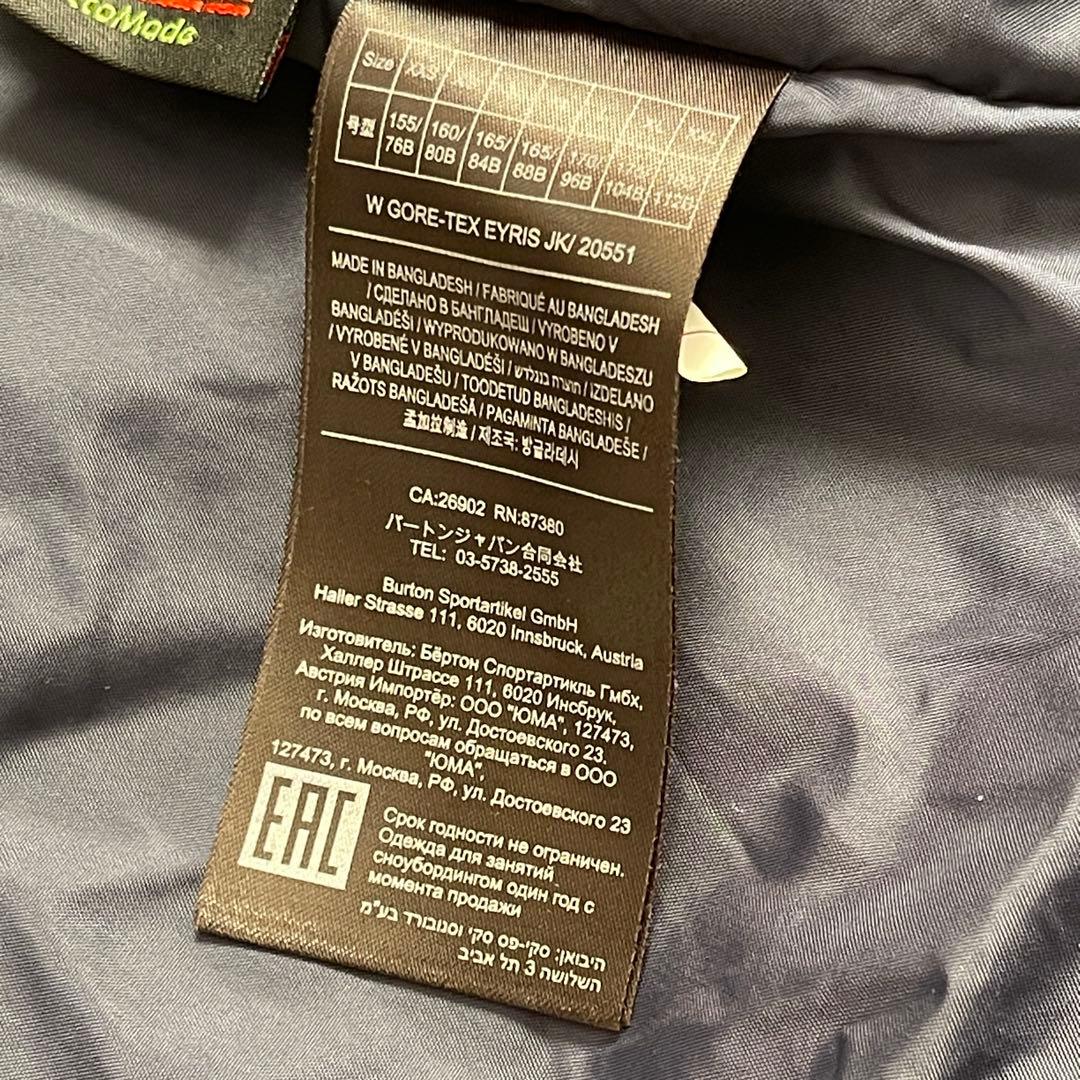 EcoMade
Size XXS
号型 155/76B 160/80B 165/84B 165/88B 170/96B 104B 112B
W GORE-TEX EYRIS JK/ 20551
MADE IN BANGLADESH / FABRIQUÉ AU BANGLADESH
/ СДЕЛАНО В БАНГЛАДЕШ / VYROBENO V
BANGLADÉŠI / WYPRODUKOWANO W BANGLADESZU
/ VYROBENÉ V BANGLADÉŠI / תוצרת בנגלדש / IZDELANO
V BANGLADEŠU / TOODETUD BANGLADESHIS /
RAŽOTS BANGLADEŠĀ / PAGAMINTA BANGLADEŠE /
孟加拉制造 / 제조국: 방글라데시
CA:26902 RN:87380
バートンジャパン合同会社
TEL: 03-5738-2555
Burton Sportartikel GmbH
Haller Strasse 111, 6020 Innsbruck, Austria
Изготовитель: Бёртон Спортартикль Гмбх,
Халлер Штрассе 111, 6020 Инсбрук,
Австрия Импортёр: ООО "ЮМА", 127473,
г. Москва, РФ, ул. Достоевского 23,
по всем вопросам обращаться в ООО
"ЮМА",
127473, г. Москва, РФ, ул. Достоевского 23
EAC
Срок годности не ограничен.
Одежда для занятий
сноубордингом один год с
момента продажи
היבואן: סקי-פס סקי וסנובורד בע"מ
השלושה 3 תל אביב